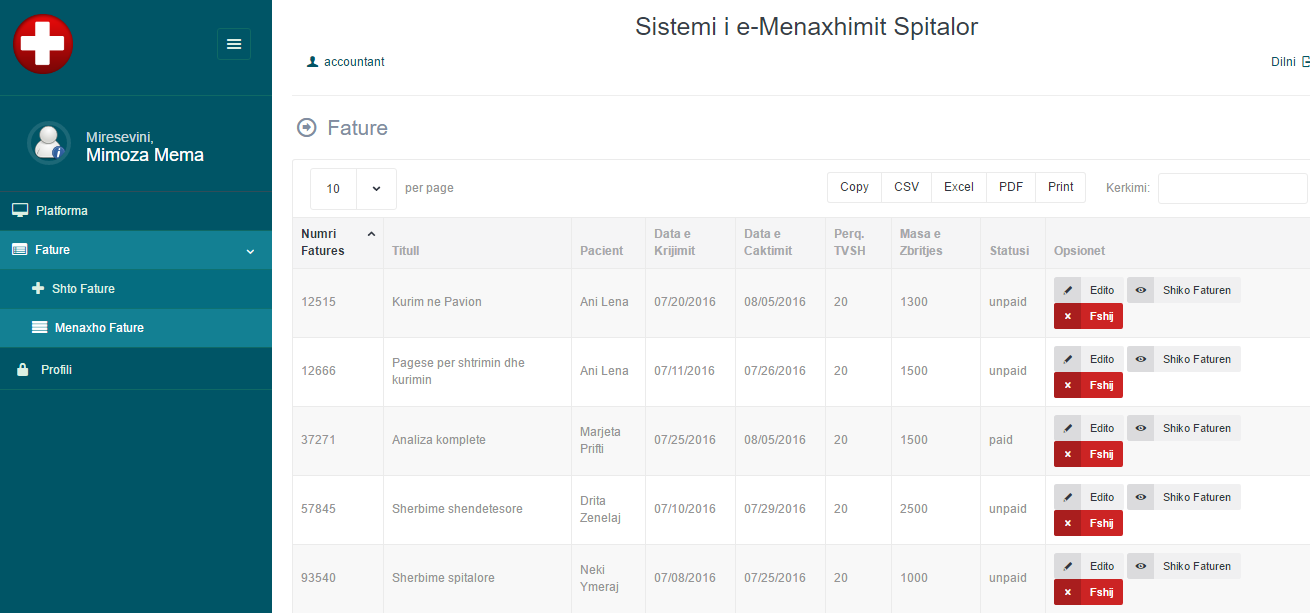 Sistemi i e-Menaxhimit Spitalor
accountant
Dilni
Miresevini,
Mimoza Mema
Platforma
Fature
Shto Fature
Menaxho Fature
Profili
Fature
10 per page Copy CSV Excel PDF Print Kerkimi:
Numri Fatures Titull Pacient Data e Krijimit Data e Caktimit Perq. TVSH Masa e Zbritjes Statusi Opsionet
12515 Kurim ne Pavion Ani Lena 07/20/2016 08/05/2016 20 1300 unpaid Edito Shiko Faturen
Fshij
12666 Pagese per shtrimin dhe kurimin Ani Lena 07/11/2016 07/26/2016 20 1500 unpaid Edito Shiko Faturen
Fshij
37271 Analiza komplete Marjeta Prifti 07/25/2016 08/05/2016 20 1500 paid Edito Shiko Faturen
Fshij
57845 Sherbime shendetesore Drita Zenelaj 07/10/2016 07/29/2016 20 2500 unpaid Edito Shiko Faturen
Fshij
93540 Sherbime spitalore Neki Ymeraj 07/08/2016 07/25/2016 20 1000 unpaid Edito Shiko Faturen
Fshij